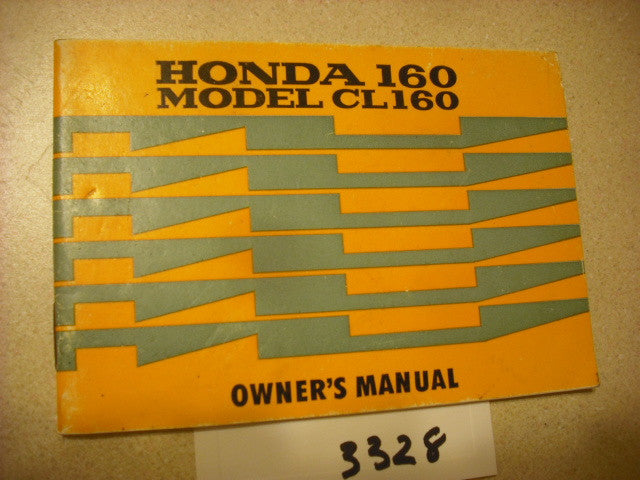 HONDA 160
MODEL CL160
OWNER'S MANUAL
3328